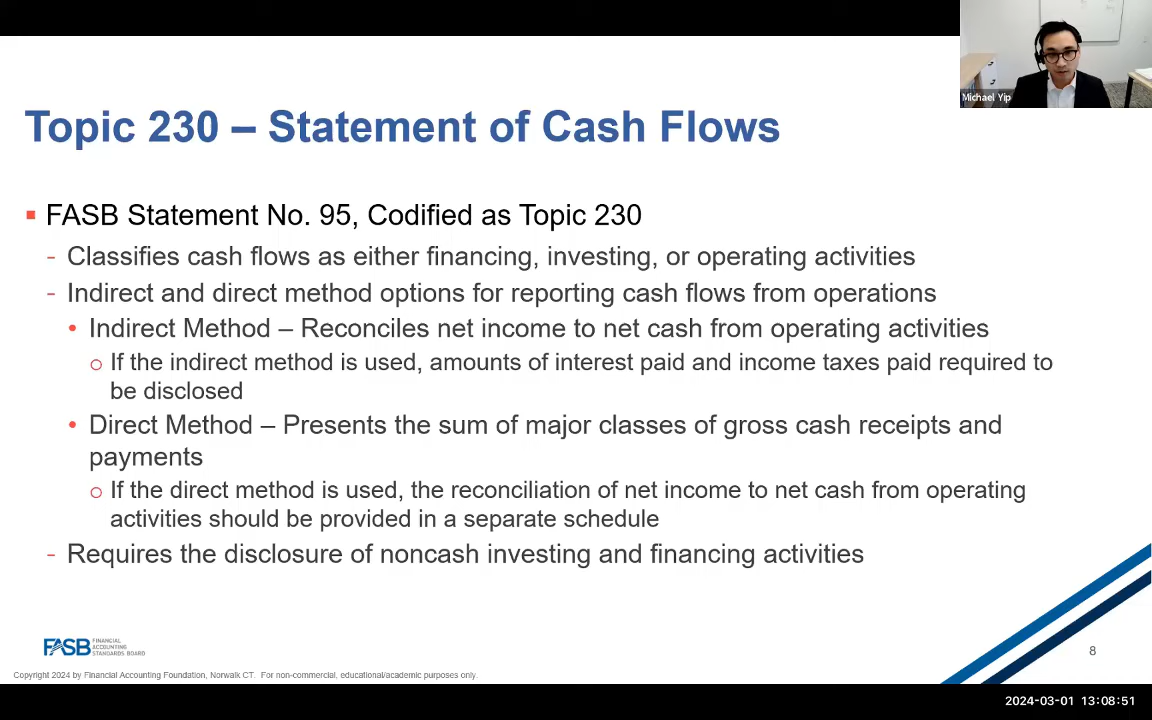 Michael Yip
Topic 230 – Statement of Cash Flows
▪ FASB Statement No. 95, Codified as Topic 230
- Classifies cash flows as either financing, investing, or operating activities
- Indirect and direct method options for reporting cash flows from operations
• Indirect Method – Reconciles net income to net cash from operating activities
o If the indirect method is used, amounts of interest paid and income taxes paid required to
be disclosed
• Direct Method – Presents the sum of major classes of gross cash receipts and
payments
o If the direct method is used, the reconciliation of net income to net cash from operating
activities should be provided in a separate schedule
- Requires the disclosure of noncash investing and financing activities
FASB FINANCIAL
ACCOUNTING
STANDARDS BOARD
8
Copyright 2024 by Financial Accounting Foundation, Norwalk CT. For non-commercial, educational/academic purposes only.
2024-03-01 13:08:51